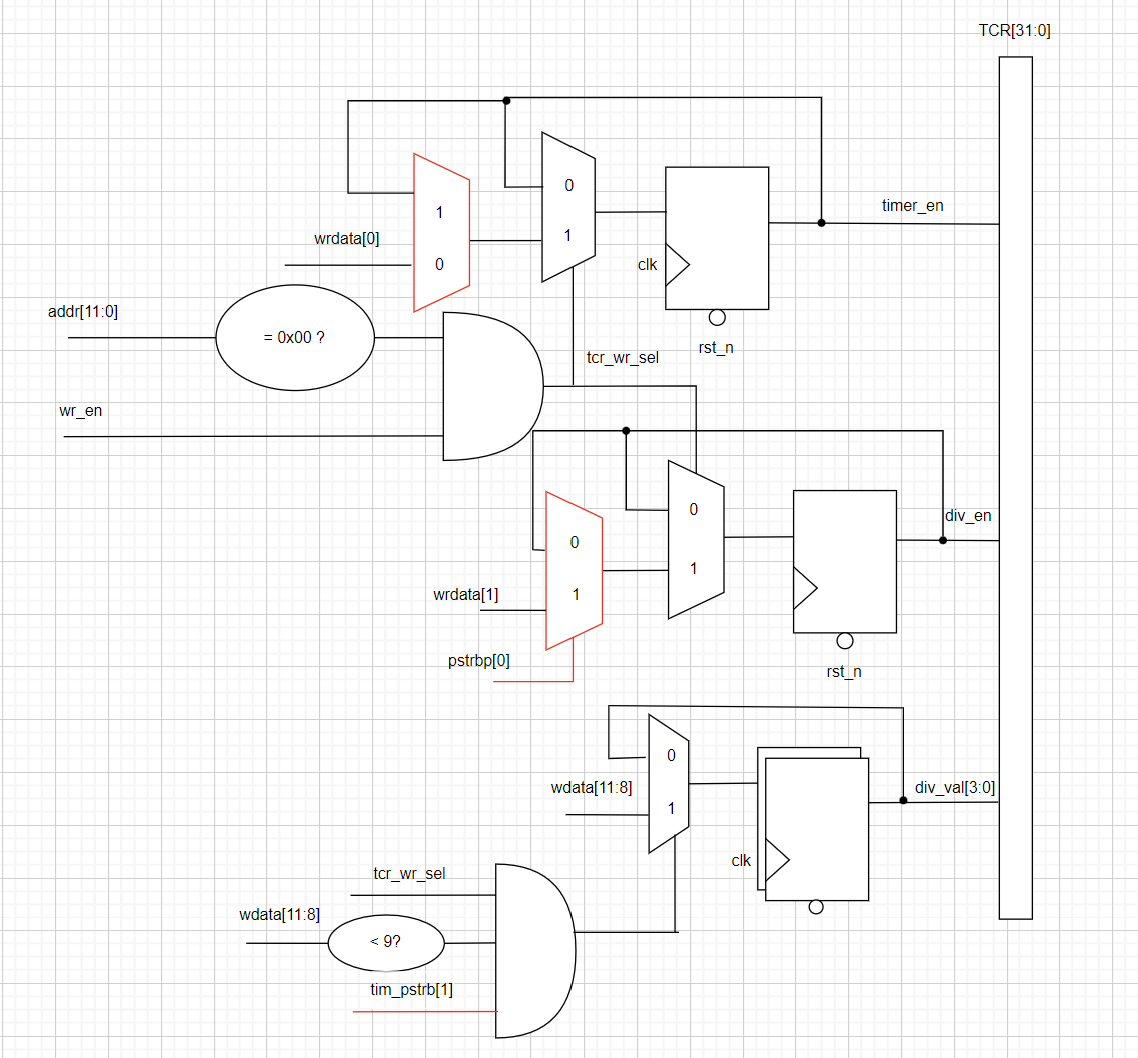 TCR[31:0]
0
1
wrdata[0]
0
1
timer_en
clk
addr[11:0]
= 0x00 ?
rst_n
tcr_wr_sel
wr_en
0
div_en
0
1
wrdata[1]
1
pstrbp[0]
rst_n
0
wdata[11:8]
div_val[3:0]
1
clk
tcr_wr_sel
wdata[11:8]
< 9?
tim_pstrb[1]